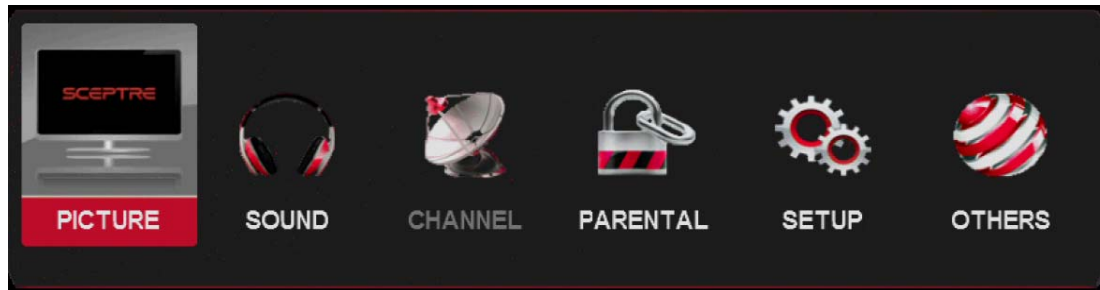 SCEPTRE
PICTURE
SOUND
CHANNEL
PARENTAL
SETUP
OTHERS